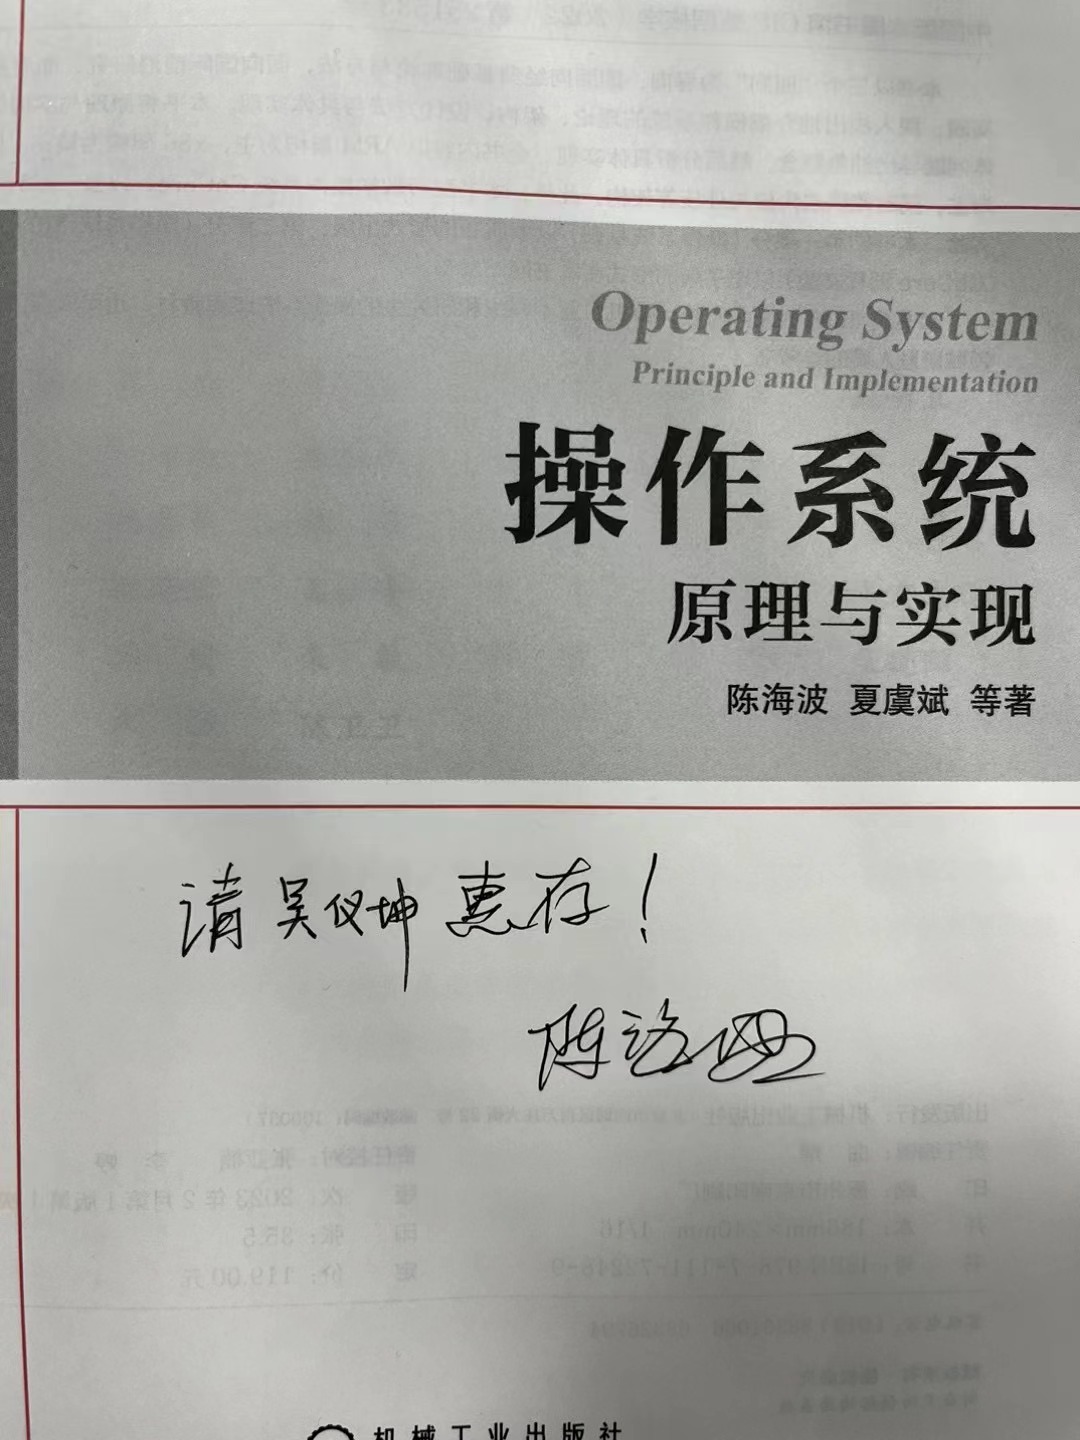 Operating System
Principle and Implementation
操作系统
原理与实现
陈海波 夏虞斌 等著
请吴仪坤惠存！
陈海波
机械工业出版社